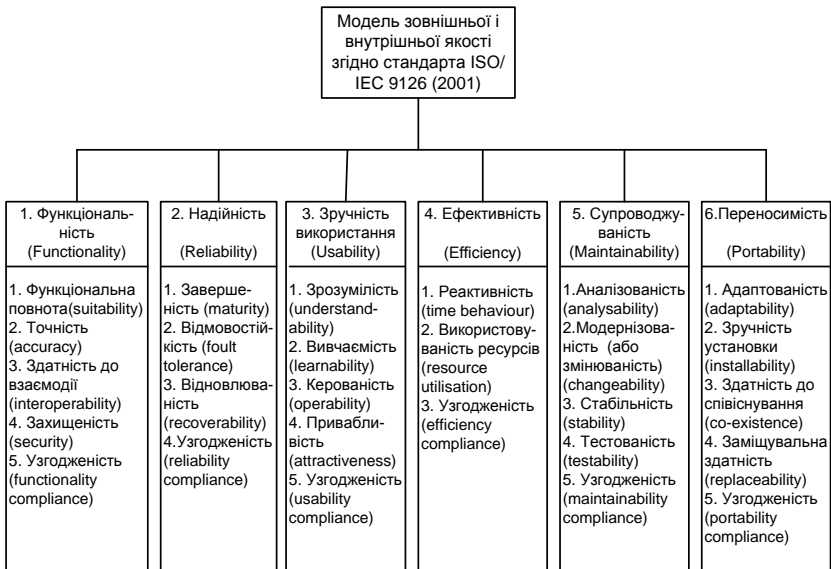 Модель зовнішньої і
внутрішньої якості
згідно стандарта ISO/
IEC 9126 (2001)
1. Функціональ-
ність
(Functionality)
1. Функціональна
повнота(suitability)
2. Точність
(accuracy)
3. Здатність до
взаємодії
(interoperability)
4. Захищеність
(security)
5. Узгодженість
(functionality
compliance)
2. Надійність
(Reliability)
1. Заверше-
ність (maturity)
2. Відмовостій-
кість (foult
tolerance)
3. Відновлюва-
ність
(recoverability)
4.Узгодженість
(reliability
compliance)
3. Зручність
використання
(Usability)
1. Зрозумілість
(understand-
ability)
2. Вивчаємість
(learnability)
3. Керованість
(operability)
4. Привабли-
вість
(attractiveness)
5. Узгодженість
(usability
compliance)
4. Ефективність
(Efficiency)
1. Реактивність
(time behaviour)
2. Використову-
ваність ресурсів
(resource
utilisation)
3. Узгодженість
(efficiency
compliance)
5. Супроводжу-
ваність
(Maintainability)
1.Аналізованість
(analysability)
2.Модернізова-
ність (або
змінюваність)
(changeability)
3. Стабільність
(stability)
4. Тестованість
(testability)
5. Узгодженість
(maintainability
compliance)
6.Переносимість
(Portability)
1. Адаптованість
(adaptability)
2. Зручність
установки
(installability)
3. Здатність до
співіснування
(co-existence)
4. Заміщувальна
здатність
(replaceability)
5. Узгодженість
(portability
compliance)